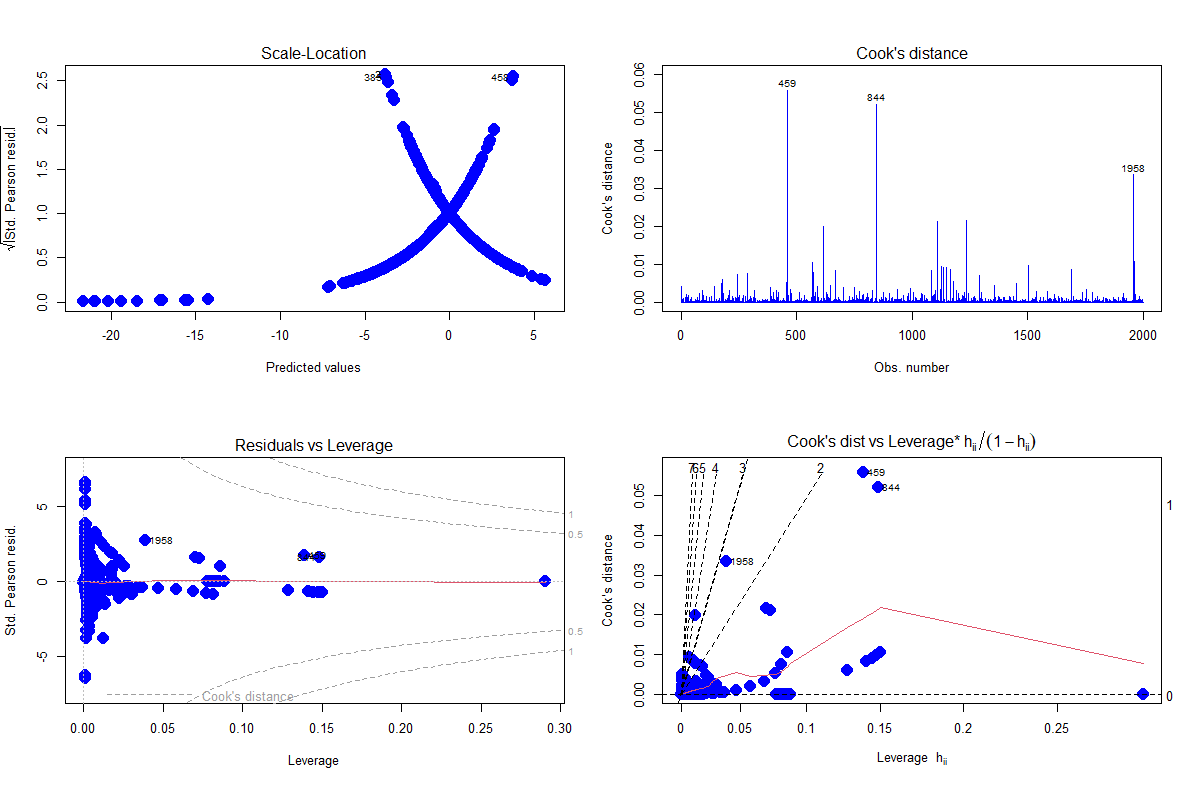 Scale-Location
√|Std. Pearson resid.|
0.0 0.5 1.0 1.5 2.0 2.5
-20 -15 -10 -5 0 5
Predicted values
Cook's distance
Cook's distance
0.00 0.01 0.02 0.03 0.04 0.05 0.06
459
844
1958
0 500 1000 1500 2000
Obs. number
Residuals vs Leverage
Std. Pearson resid.
-5 0 5
1958
1
0.5
0.5
1
Cook's distance
0.00 0.05 0.10 0.15 0.20 0.25 0.30
Leverage
Cook's dist vs Leverage* hii/(1 − hii)
Cook's distance
0.00 0.01 0.02 0.03 0.04 0.05
7 6 5 4 3 2
459
844
1958
1
0
0 0.05 0.1 0.15 0.2 0.25
Leverage hii